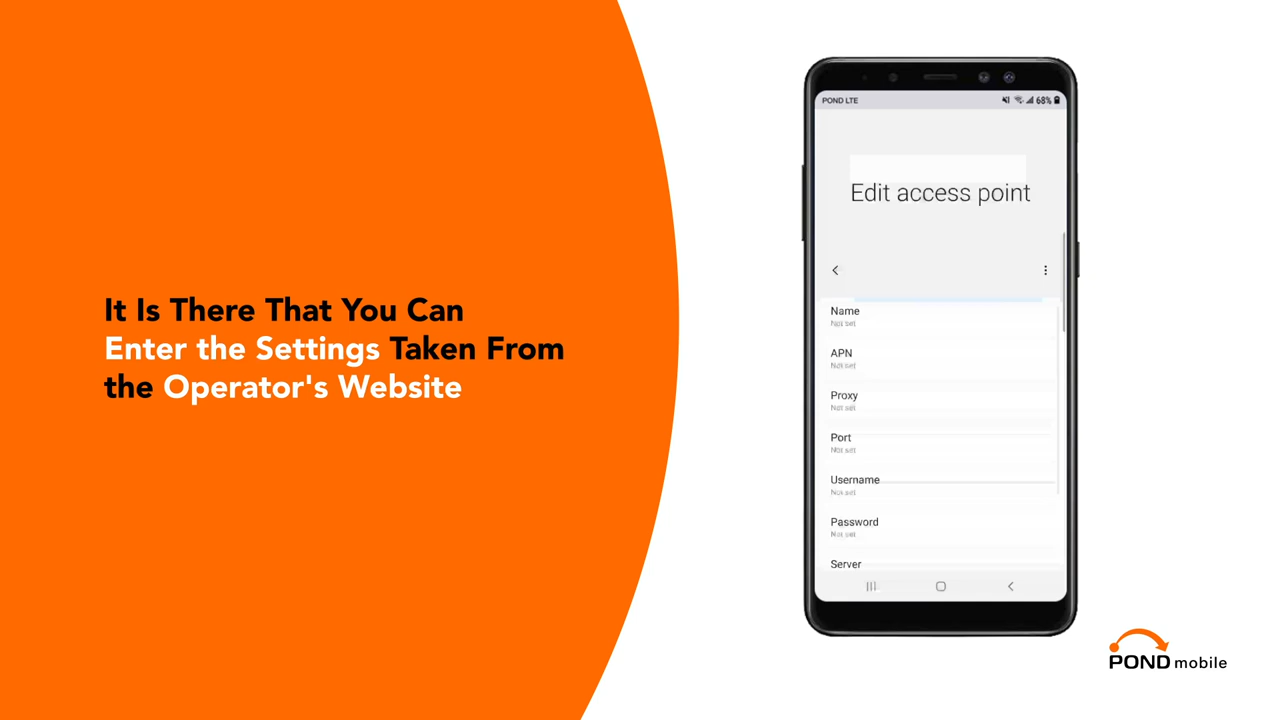 It Is There That You Can
Enter the Settings Taken From
the Operator's Website
POND LTE
68%
Edit access point
Name
Not set
APN
Not set
Proxy
Not set
Port
Not set
Username
Not set
Password
Not set
Server
POND mobile